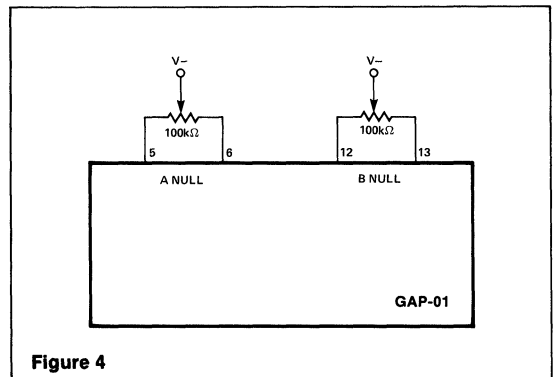 V− V−
100kΩ 100kΩ
5 6 12 13
A NULL B NULL
GAP-01
Figure 4